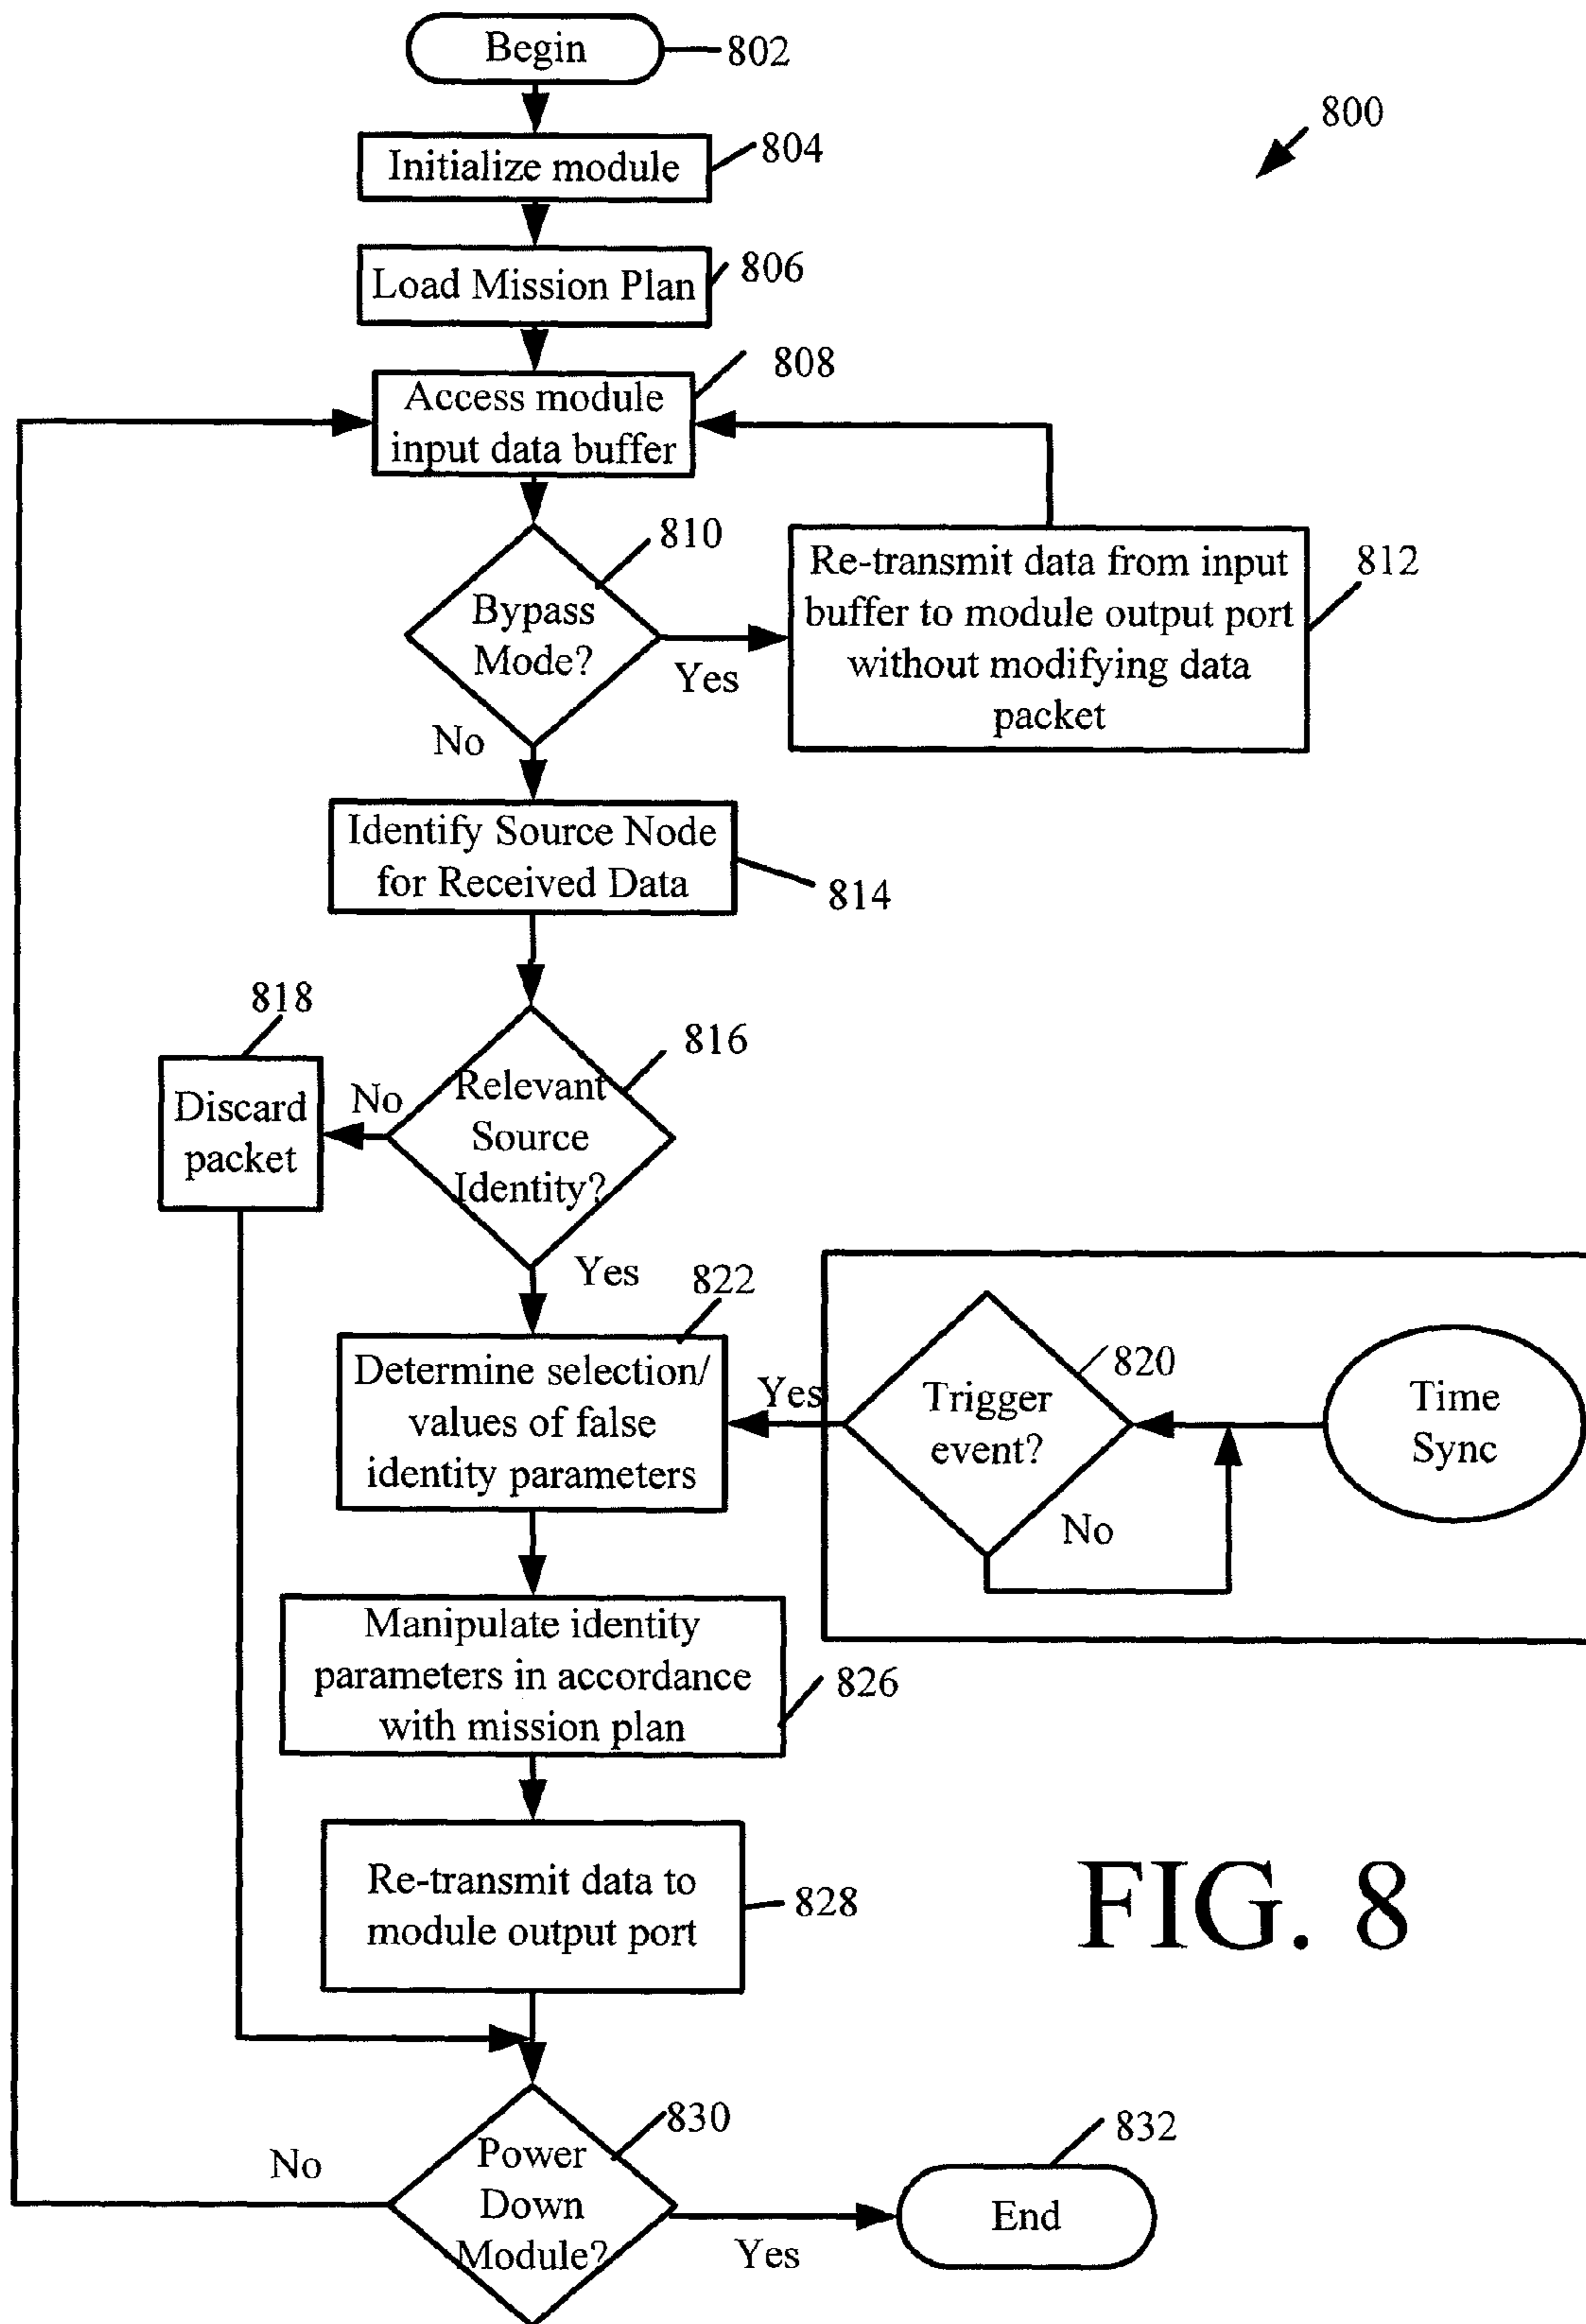 Begin
802
800
Initialize module
804
Load Mission Plan
806
808
Access module
input data buffer
810
Bypass
Mode?
Yes
No
Re-transmit data from input
buffer to module output port
without modifying data
packet
812
Identify Source Node
for Received Data
814
818
Discard
packet
No
816
Relevant
Source
Identity?
Yes
822
Determine selection/
values of false
identity parameters
Yes
820
Trigger
event?
No
Time
Sync
Manipulate identity
parameters in accordance
with mission plan
826
Re-transmit data to
module output port
828
FIG. 8
830
Power
Down
Module?
No
Yes
832
End